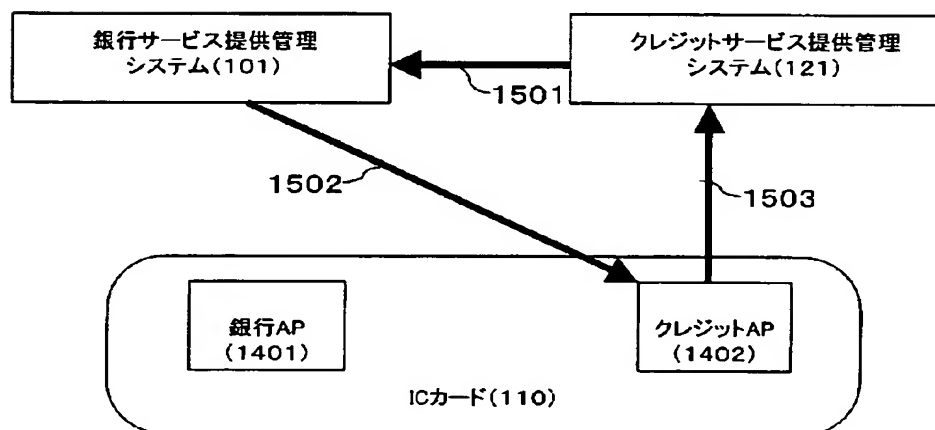 銀行サービス提供管理
システム(101)
クレジットサービス提供管理
システム(121)
1501
1502
1503
銀行AP
(1401)
クレジットAP
(1402)
ICカード(110)